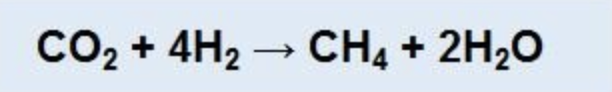 CO₂ + 4H₂ → CH₄ + 2H₂O